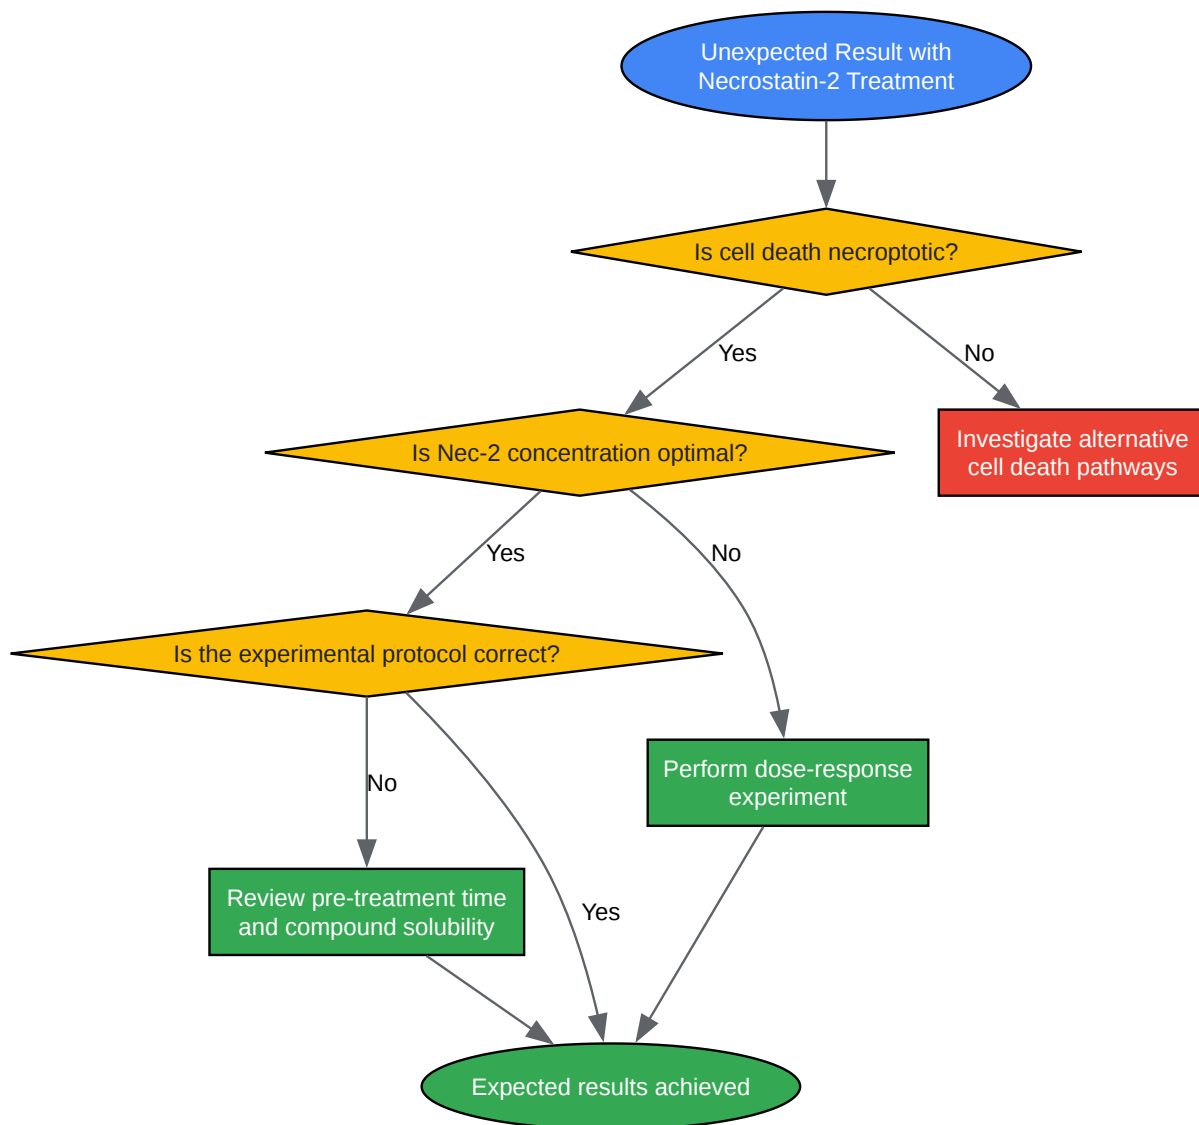 Unexpected Result with
Necrostatin-2 Treatment
Is cell death necroptotic?
Yes
No
Is Nec-2 concentration optimal?
Investigate alternative
cell death pathways
Yes
No
Is the experimental protocol correct?
Perform dose-response
experiment
No
Review pre-treatment time
and compound solubility
Yes
Expected results achieved